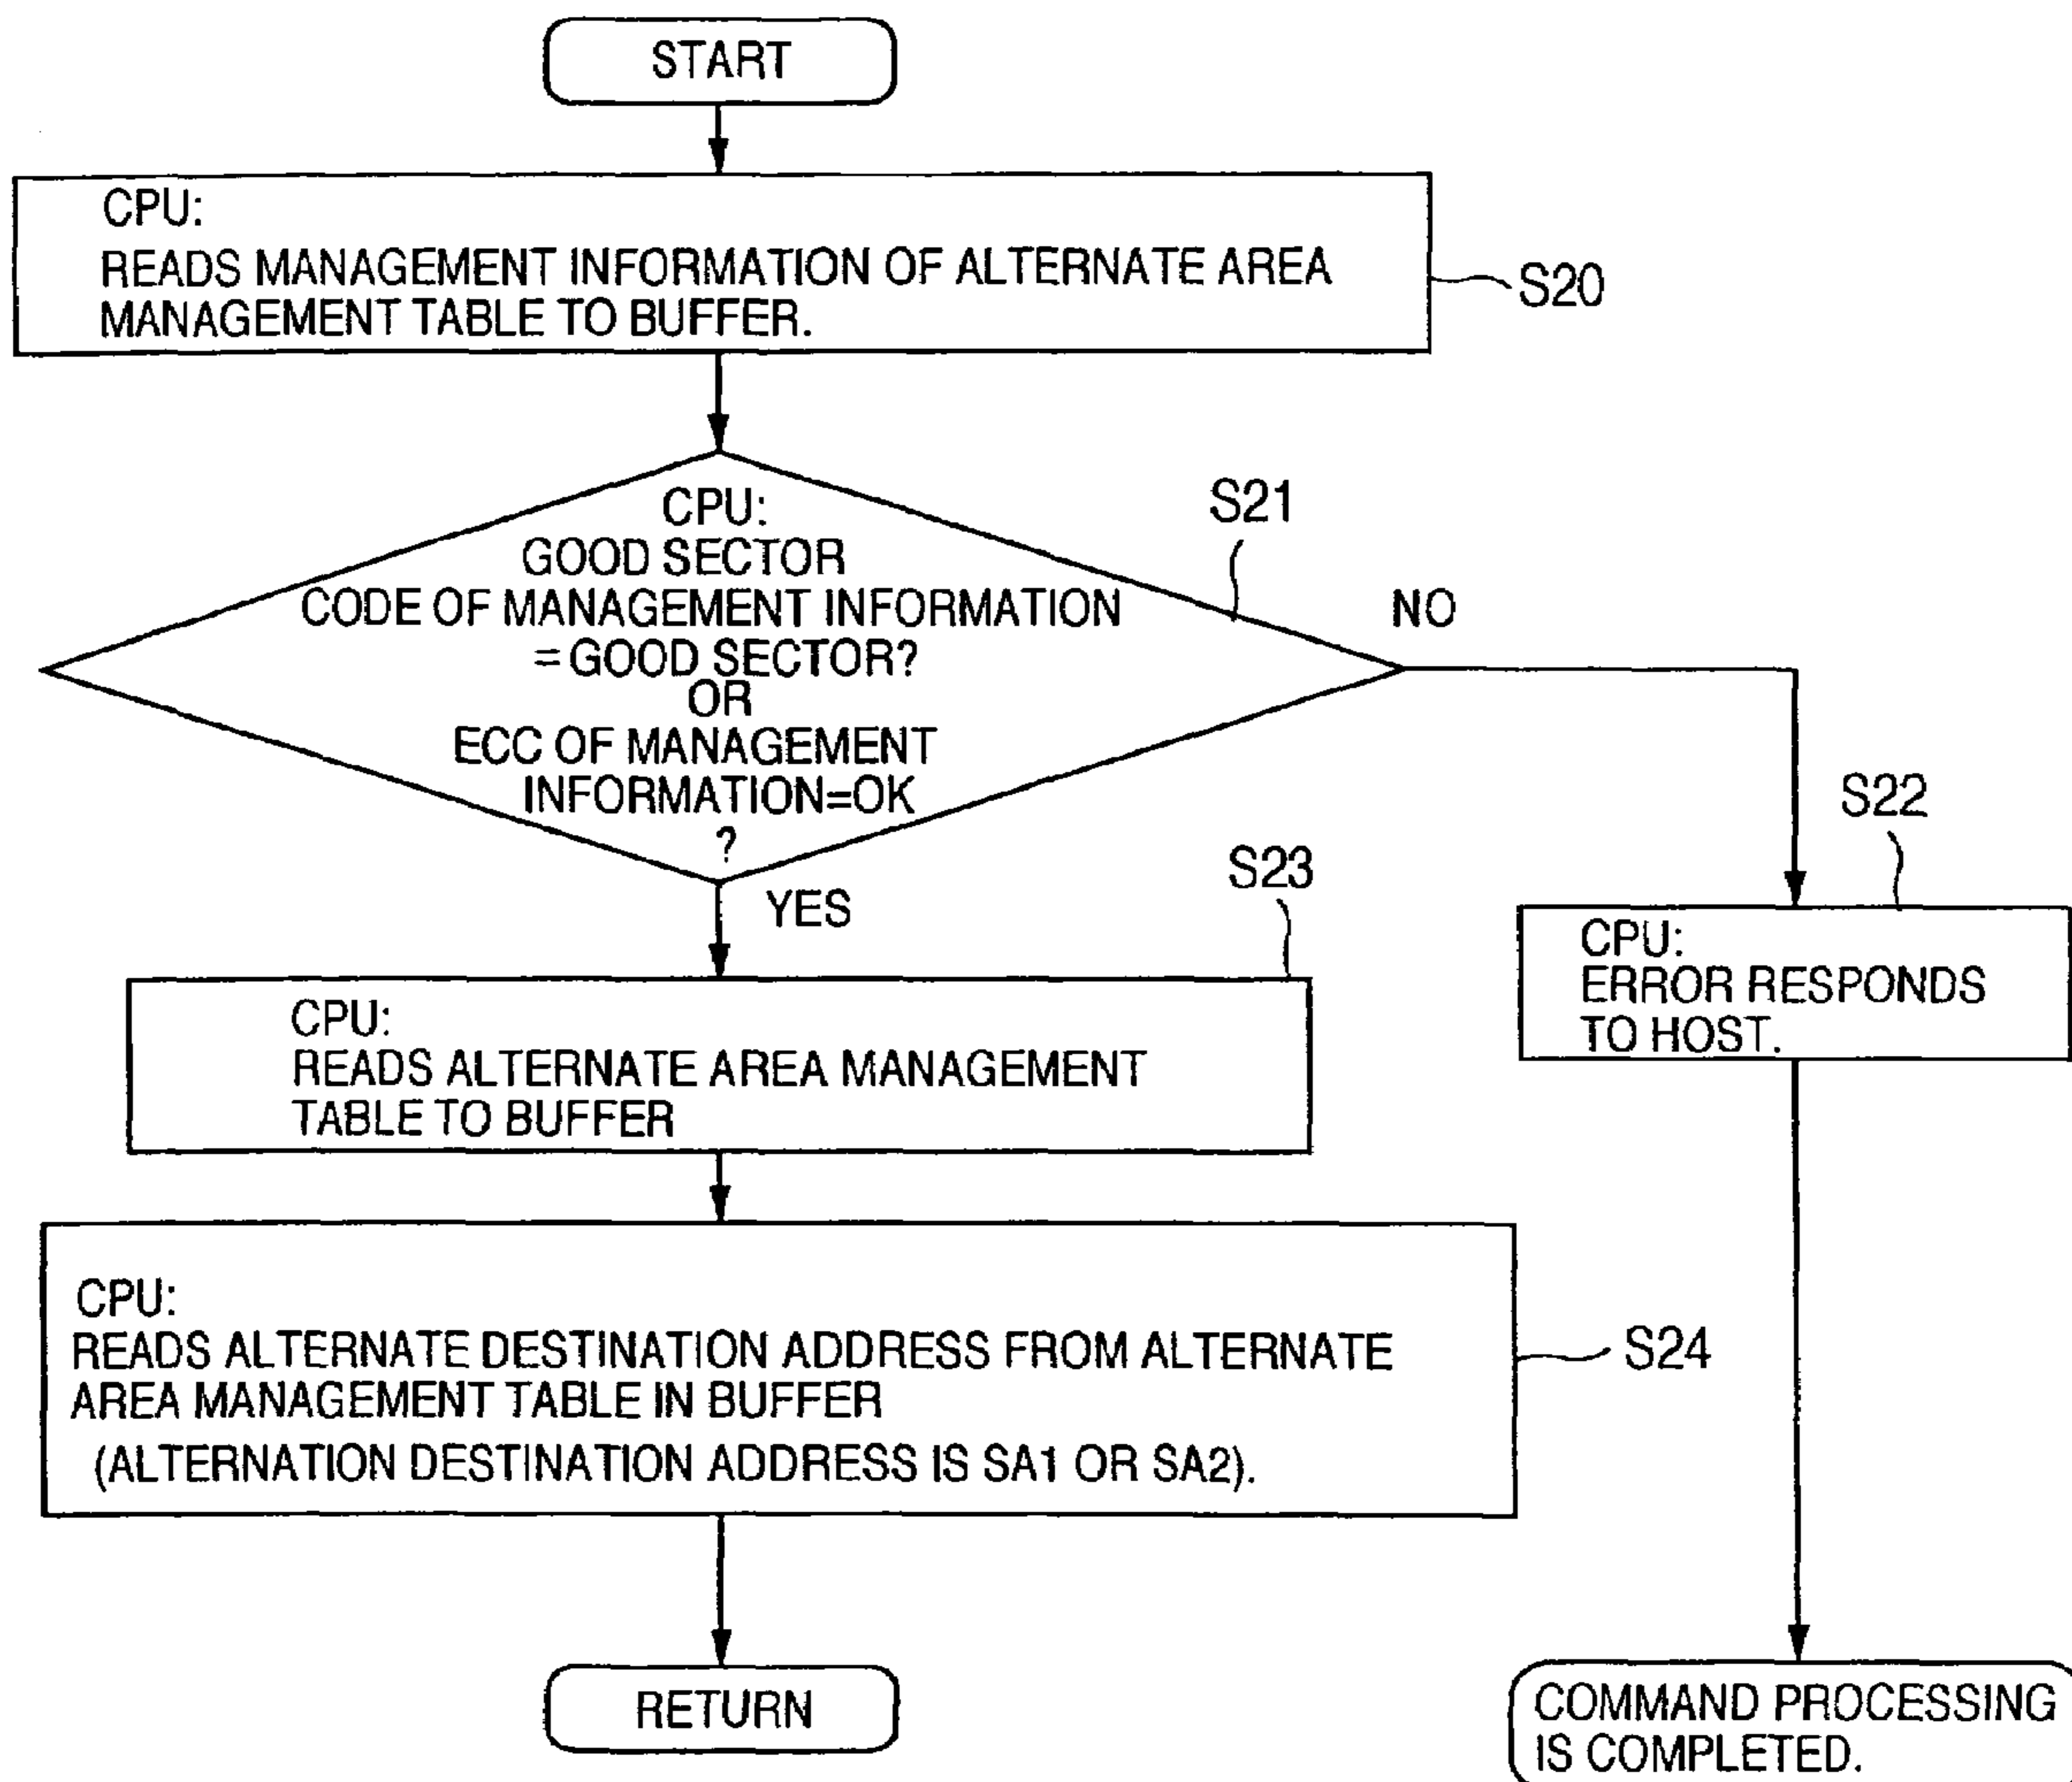 START
CPU:
READS MANAGEMENT INFORMATION OF ALTERNATE AREA
MANAGEMENT TABLE TO BUFFER.
S20
CPU:
GOOD SECTOR
CODE OF MANAGEMENT INFORMATION
=GOOD SECTOR?
OR
ECC OF MANAGEMENT
INFORMATION=OK
?
S21
NO
YES
S22
CPU:
ERROR RESPONDS
TO HOST.
S23
CPU:
READS ALTERNATE AREA MANAGEMENT
TABLE TO BUFFER
CPU:
READS ALTERNATE DESTINATION ADDRESS FROM ALTERNATE
AREA MANAGEMENT TABLE IN BUFFER
(ALTERNATION DESTINATION ADDRESS IS SA1 OR SA2).
S24
RETURN
COMMAND PROCESSING
IS COMPLETED.